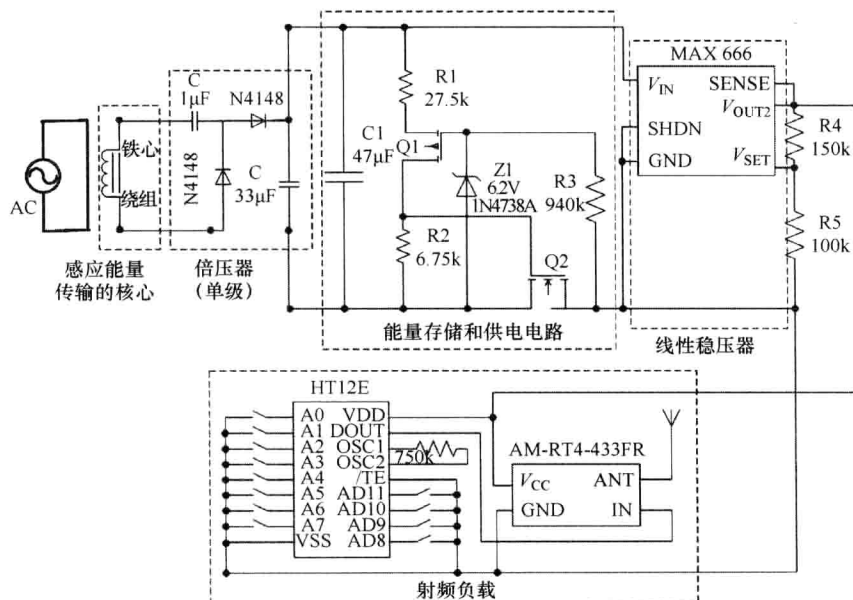 AC
铁心
绕组
感应能量
传输的核心
C
1μF
N4148
N4148
C
33μF
倍压器
(单级)
C1
47μF
R1
27.5k
Q1
Z1
6.2V
1N4738A
R3
940k
R2
6.75k
Q2
能量存储和供电电路
MAX 666
VIN
SENSE
VOUT2
SHDN
GND
VSET
R4
150k
R5
100k
线性稳压器
HT12E
A0 VDD
A1 DOUT
A2 OSC1
A3 OSC2
A4 /TE
A5 AD11
A6 AD10
A7 AD9
VSS AD8
750k
AM-RT4-433FR
VCC ANT
GND IN
射频负载